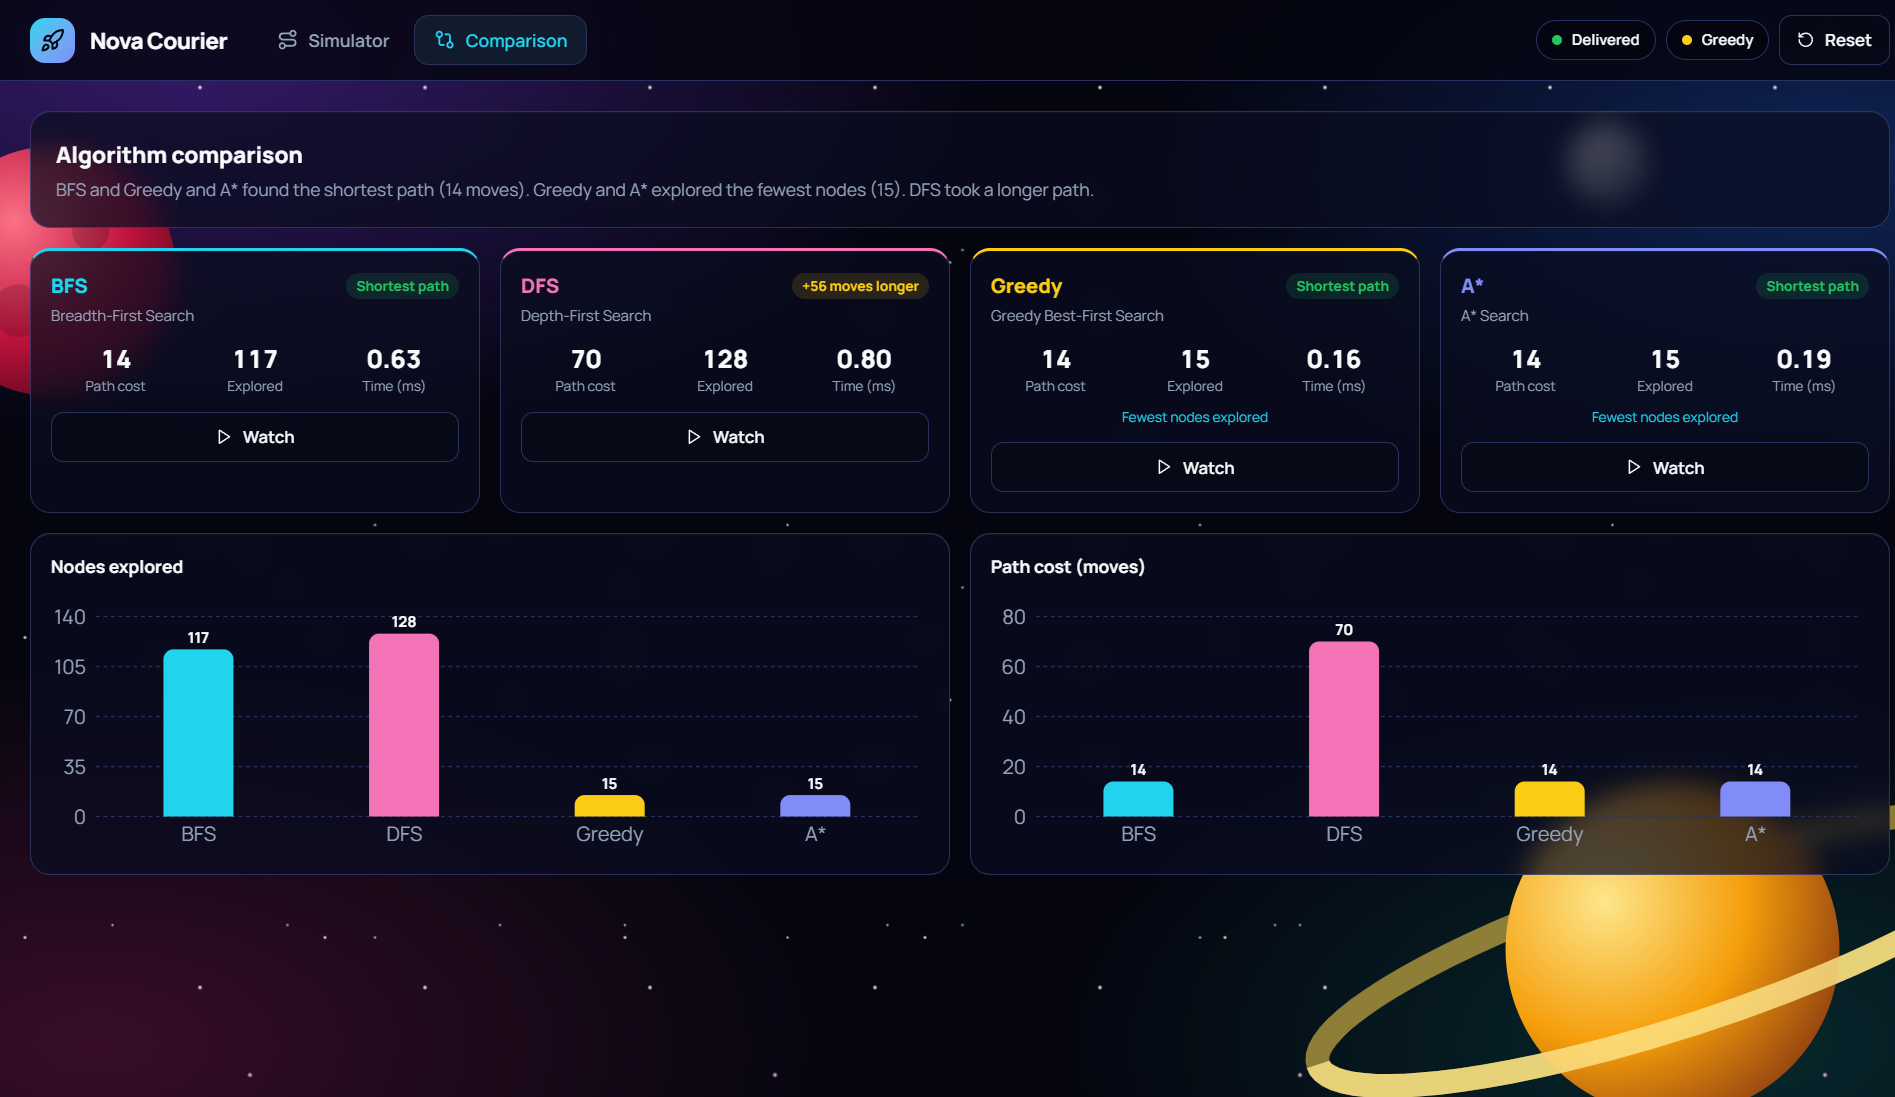 Nova Courier
Simulator
Comparison
Delivered
Greedy
Reset
Algorithm comparison
BFS and Greedy and A* found the shortest path (14 moves). Greedy and A* explored the fewest nodes (15). DFS took a longer path.
BFS
Shortest path
Breadth-First Search
14
117
0.63
Path cost
Explored
Time (ms)
Watch
DFS
+56 moves longer
Depth-First Search
70
128
0.80
Path cost
Explored
Time (ms)
Watch
Greedy
Shortest path
Greedy Best-First Search
14
15
0.16
Path cost
Explored
Time (ms)
Fewest nodes explored
Watch
A*
Shortest path
A* Search
14
15
0.19
Path cost
Explored
Time (ms)
Fewest nodes explored
Watch
Nodes explored
140
105
70
35
0
117
128
15
15
BFS
DFS
Greedy
A*
Path cost (moves)
80
60
40
20
0
14
70
14
14
BFS
DFS
Greedy
A*